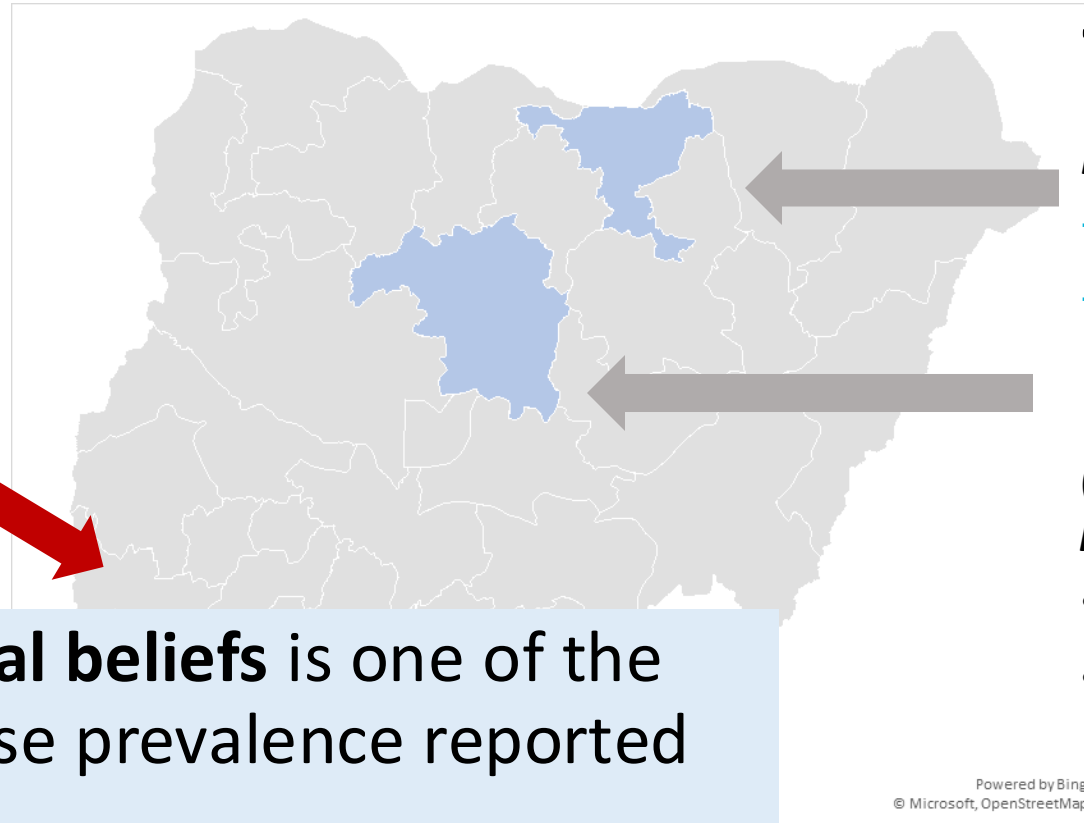 al beliefs is one of the
se prevalence reported
Powered by Bing
© Microsoft, OpenStreetMap